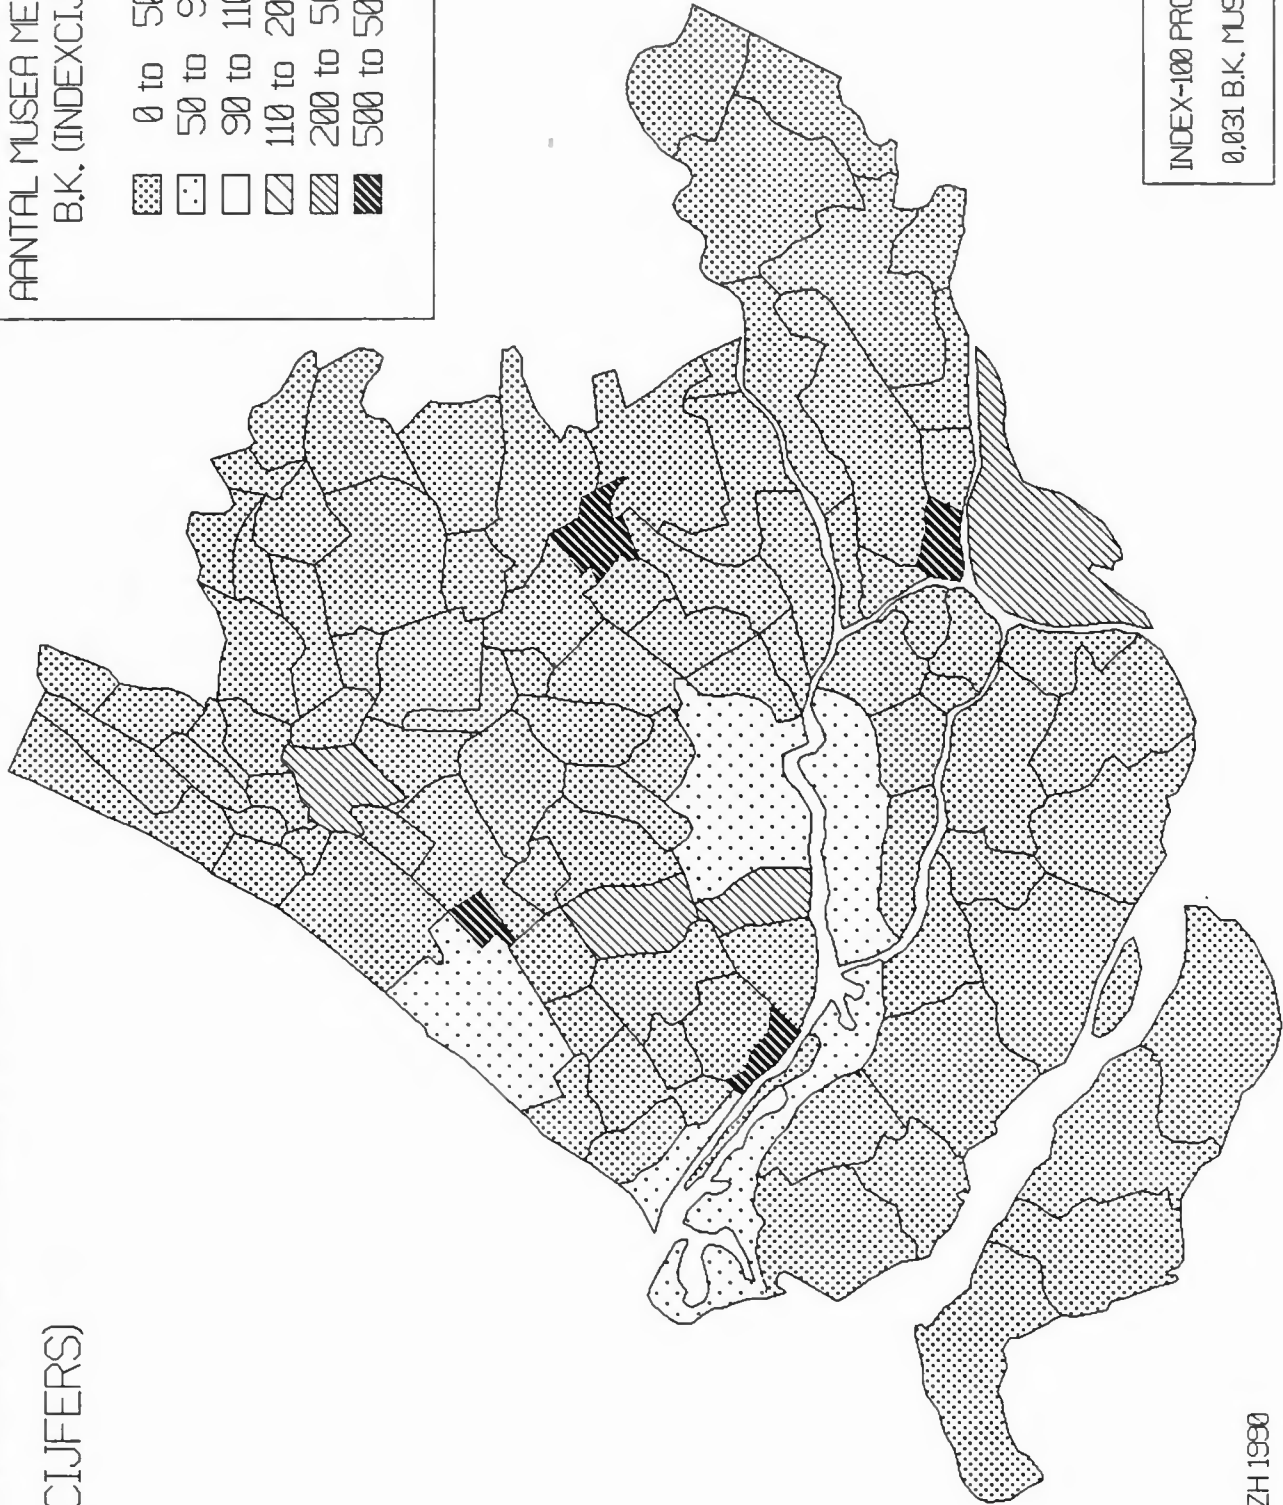 CIJFERS)
AANTAL MUSEA ME
B.K. (INDEXCIJ
0 to 50
50 to 9
90 to 110
110 to 20
200 to 50
500 to 50
INDEX-100 PRO
0,031 B.K. MUS
ZH 1990